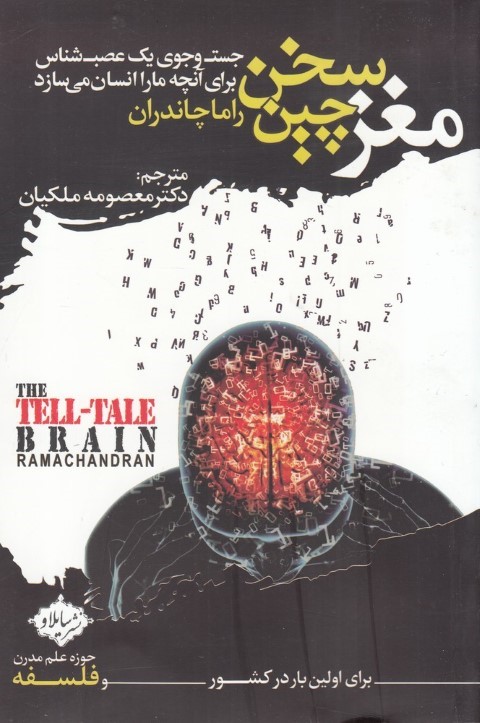 مغز
سخن
چین
جست‌وجوی یک عصب‌شناس
برای آنچه ما را انسان می‌سازد
راماچاندران
مترجم:
دکتر معصومه ملکیان
THE
TELL-TALE
BRAIN
RAMACHANDRAN
نشر سایلاو
حوزه علم مدرن
و فلسفه
برای اولین بار در کشور